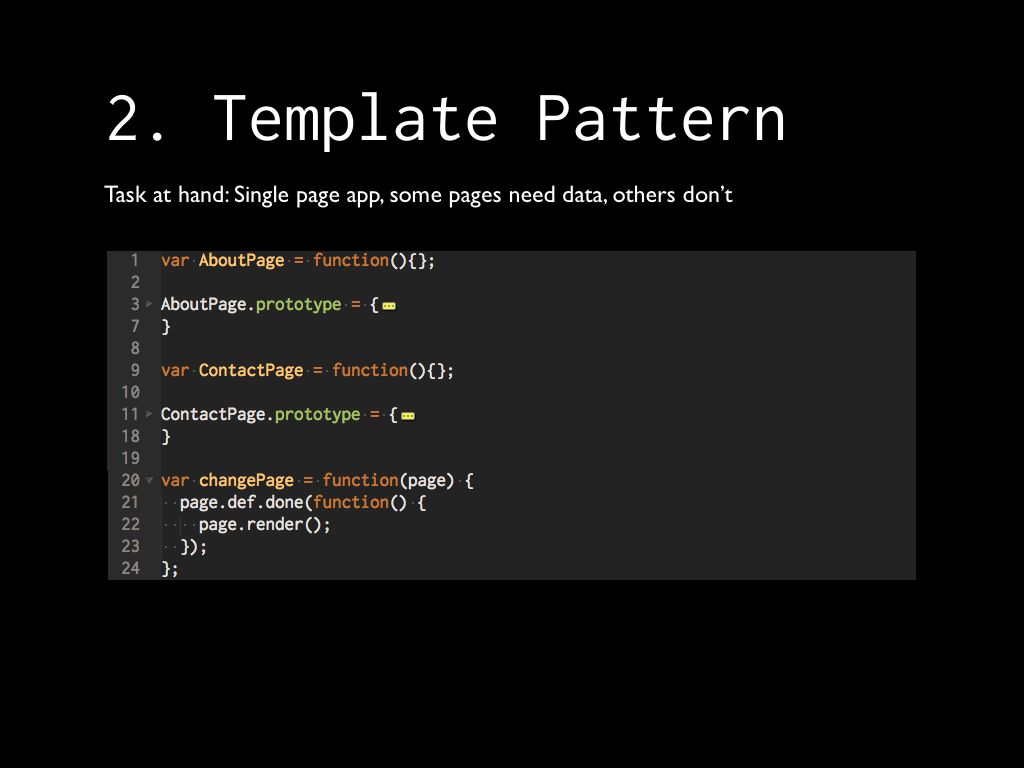 2. Template Pattern
Task at hand: Single page app, some pages need data, others don’t
1 var AboutPage = function(){};
2
3 AboutPage.prototype = {
7 }
8
9 var ContactPage = function(){};
10
11 ContactPage.prototype = {
18 }
19
20 var changePage = function(page) {
21   page.def.done(function() {
22     page.render();
23   });
24 };